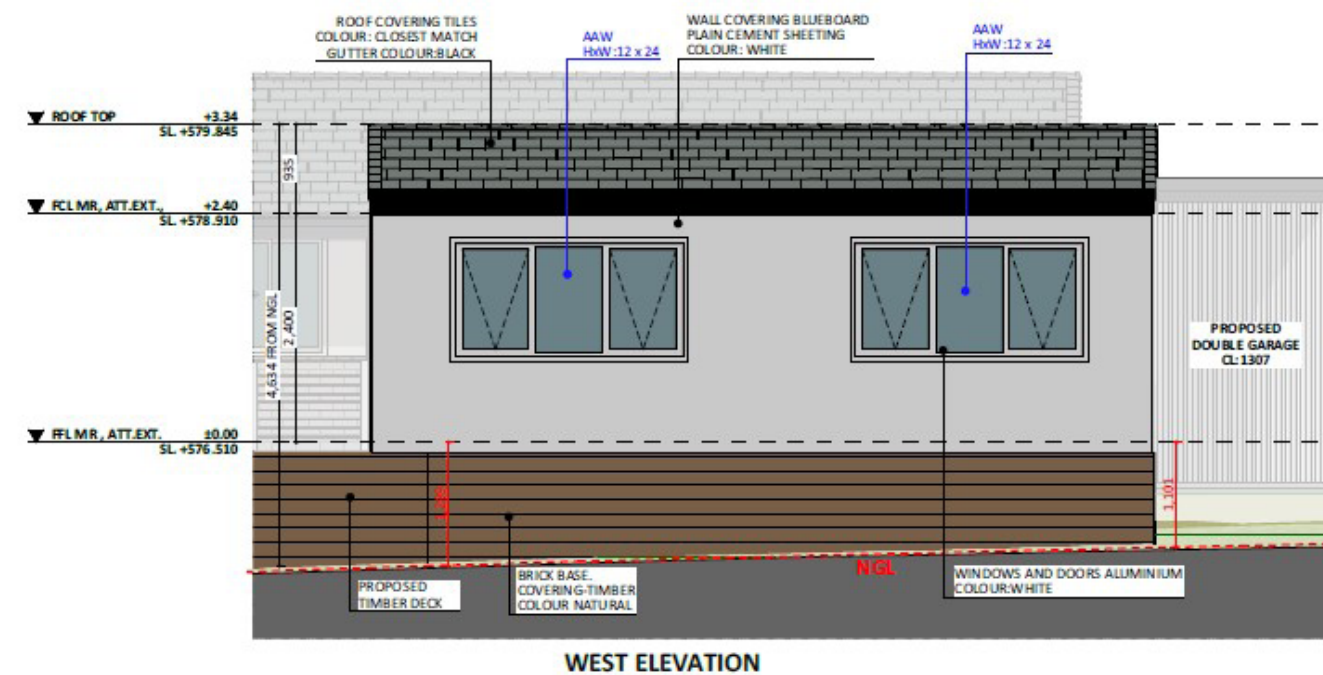 ROOF COVERING TILES
COLOUR: CLOSEST MATCH
GUTTER COLOUR:BLACK
AAW
HxW:12 x 24
WALL COVERING BLUEBOARD
PLAIN CEMENT SHEETING
COLOUR: WHITE
AAW
HxW:12 x 24
ROOF TOP +3.34
SL. +579.845
935
FCL MR, ATT.EXT., +2.40
SL. +578.910
4,634 FROM NGL
2,400
PROPOSED
DOUBLE GARAGE
CL:1307
FFL MR, ATT.EXT. ±0.00
SL. +576.510
1,101
NGL
PROPOSED
TIMBER DECK
BRICK BASE.
COVERING-TIMBER
COLOUR NATURAL
WINDOWS AND DOORS ALUMINIUM
COLOUR:WHITE
WEST ELEVATION